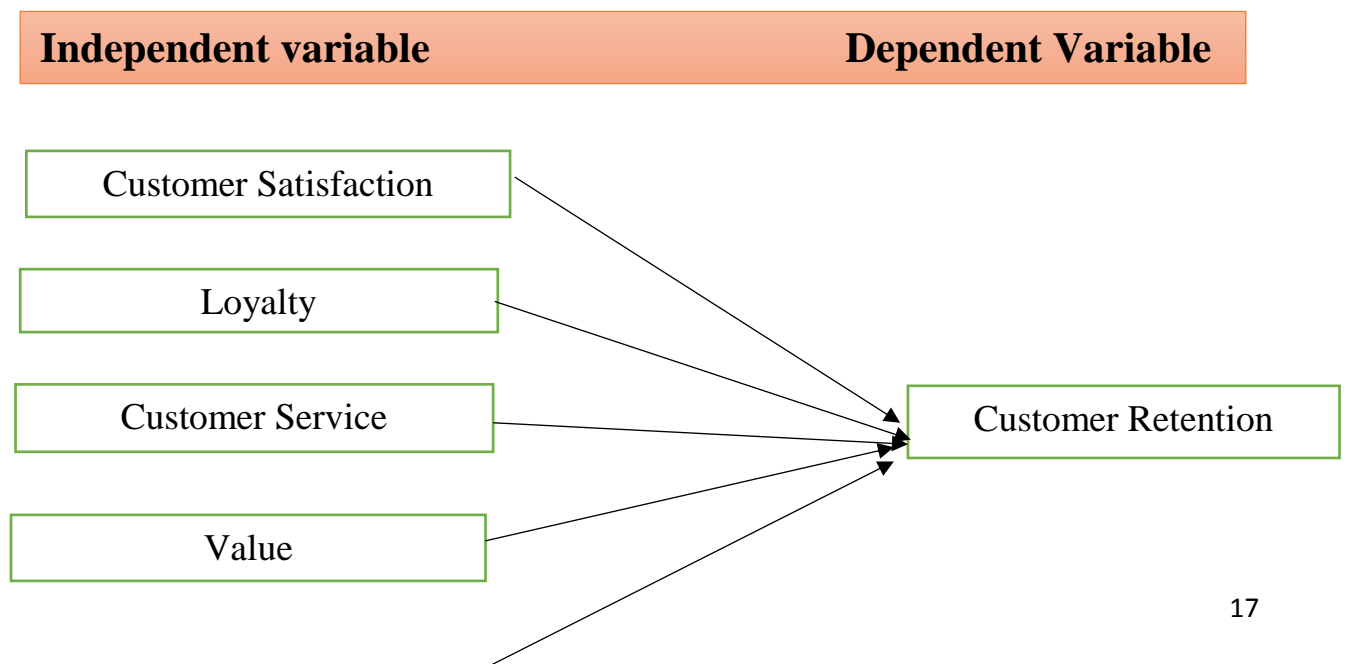 Independent variable Dependent Variable
Customer Satisfaction
Loyalty
Customer Service
Customer Retention
Value
17